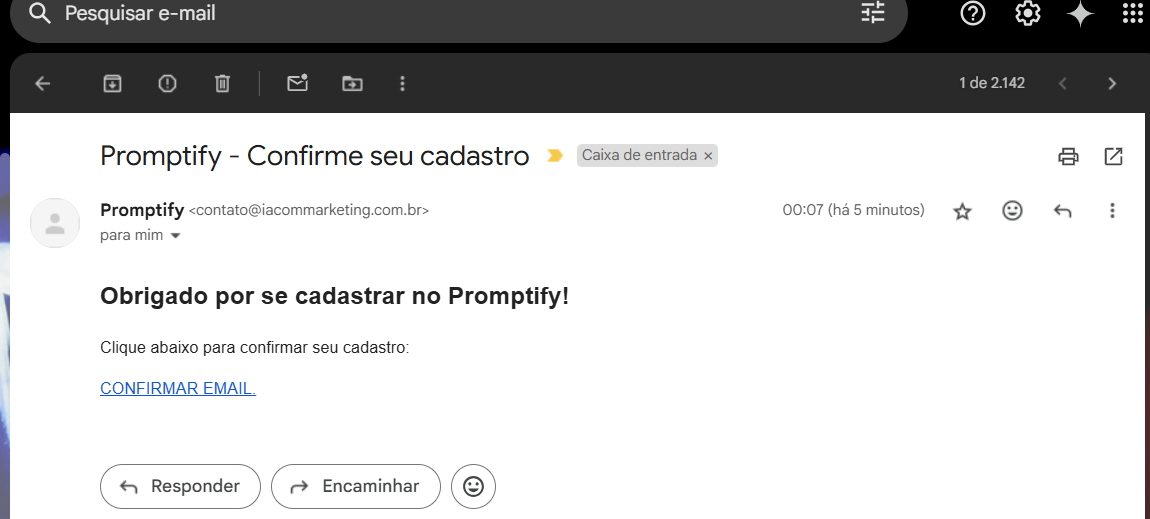 Pesquisar e-mail
1 de 2.142
Promptify - Confirme seu cadastro
Caixa de entrada ×
Promptify <contato@iacommarketing.com.br>
00:07 (há 5 minutos)
para mim
Obrigado por se cadastrar no Promptify!
Clique abaixo para confirmar seu cadastro:
CONFIRMAR EMAIL.
Responder
Encaminhar